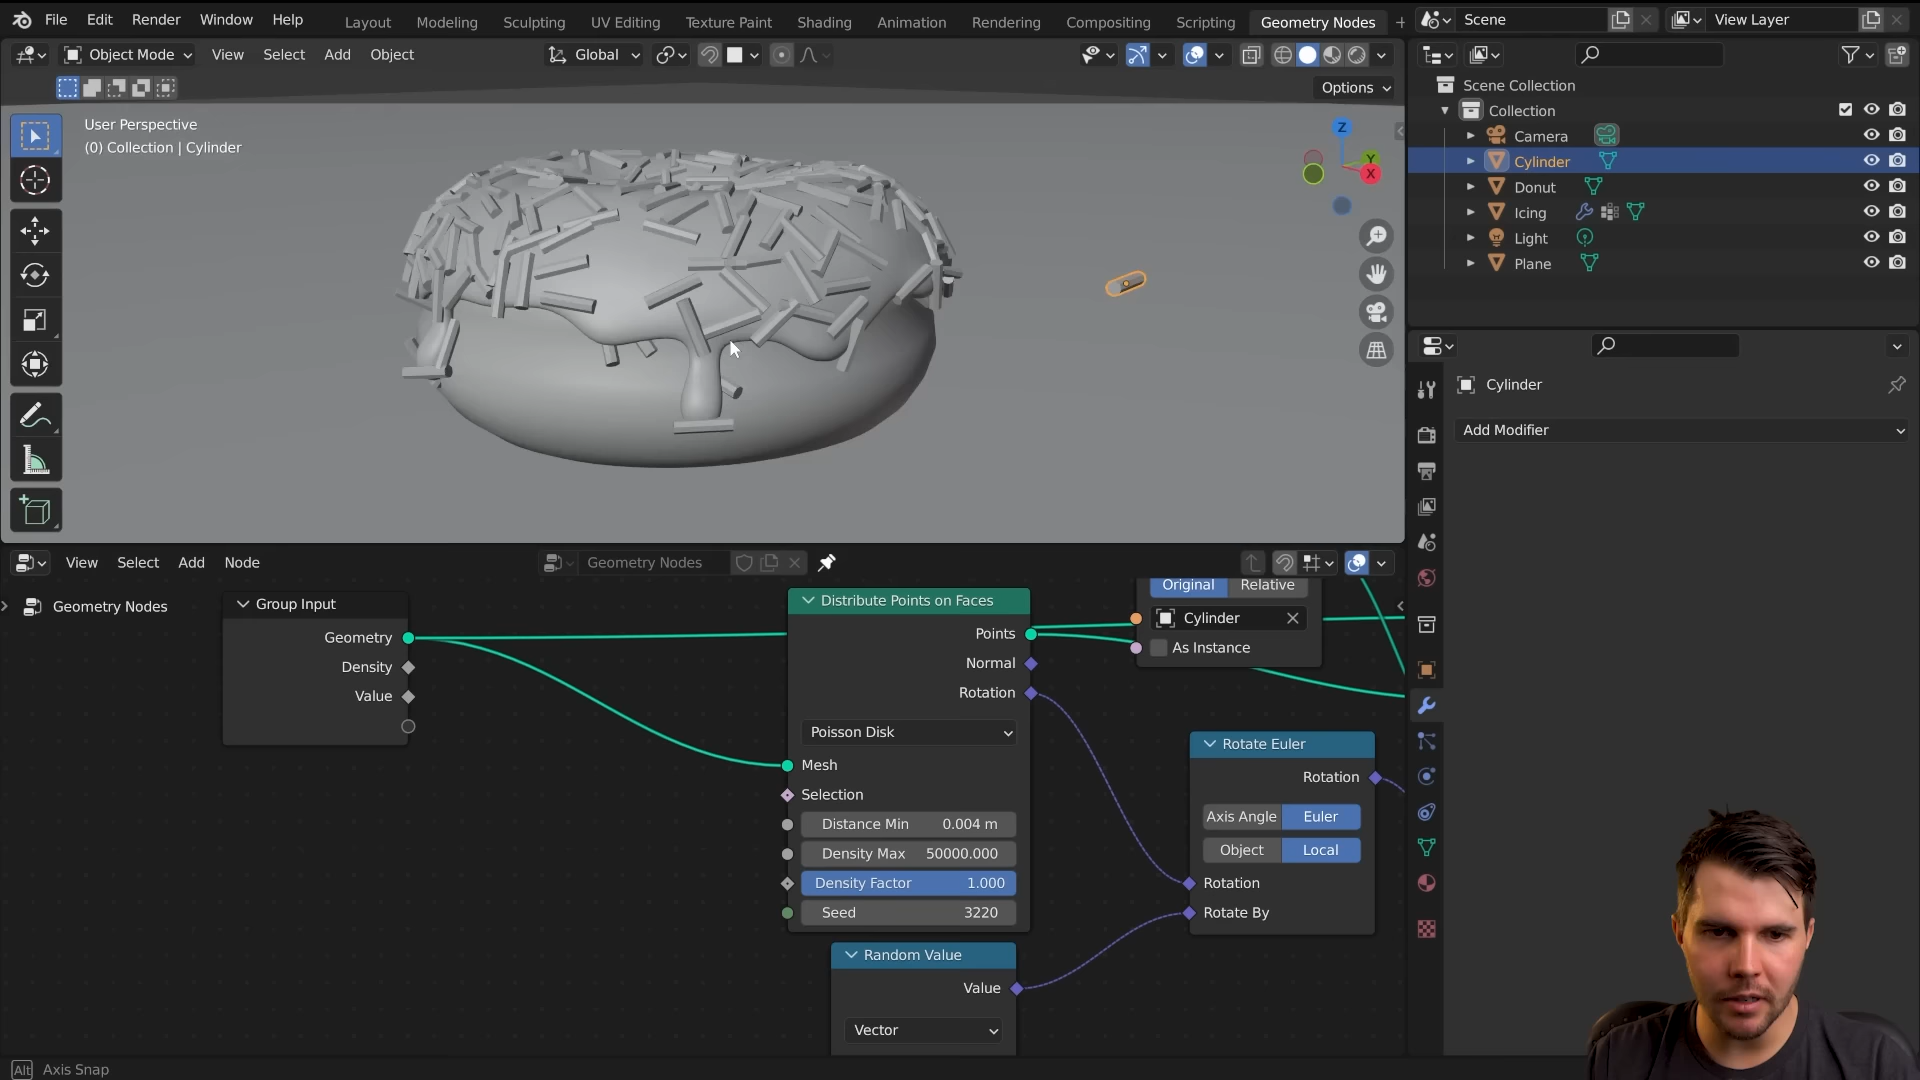 File Edit Render Window Help
Layout Modeling Sculpting UV Editing Texture Paint Shading Animation Rendering Compositing Scripting Geometry Nodes +
Scene
View Layer
Object Mode View Select Add Object
Global
Options
User Perspective
(0) Collection | Cylinder
Z
Y
X
Scene Collection
Collection
Camera
Cylinder
Donut
Icing
Light
Plane
Cylinder
Add Modifier
View Select Add Node
Geometry Nodes
Geometry Nodes
Group Input
Geometry
Density
Value
Distribute Points on Faces
Points
Normal
Rotation
Poisson Disk
Mesh
Selection
Distance Min 0.004 m
Density Max 50000.000
Density Factor 1.000
Seed 3220
Random Value
Value
Vector
Original Relative
Cylinder
As Instance
Rotate Euler
Rotation
Axis Angle Euler
Object Local
Rotation
Rotate By
Alt Axis Snap